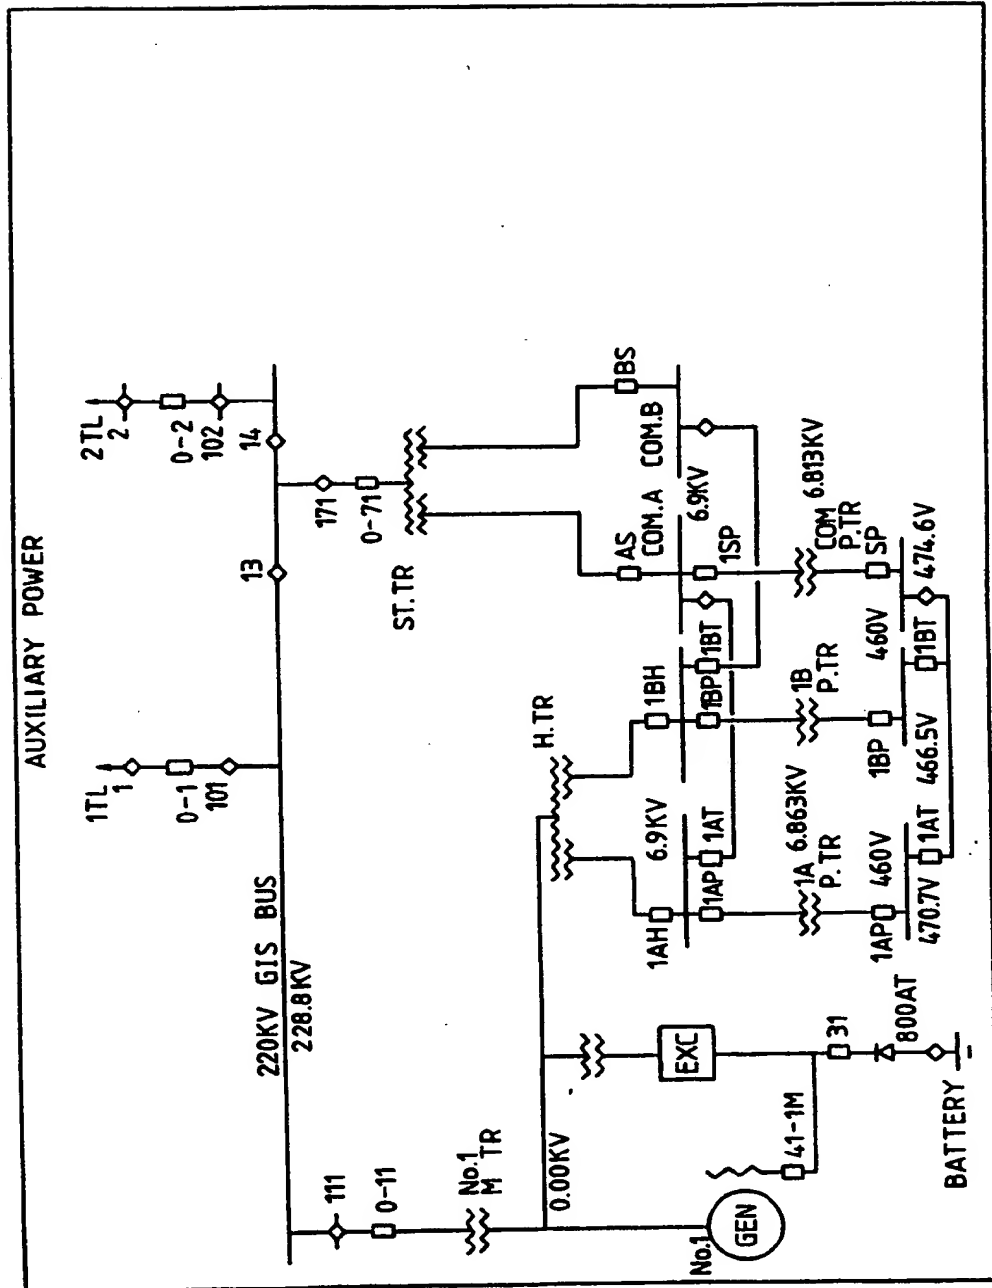 AUXILIARY POWER
1TL
1
0-1
101
2TL
2
0-2
102
220KV GIS BUS
228.8KV
13
14
111
0-11
171
0-71
No.1
M TR
ST.TR
H.TR
0.00KV
AS
BS
COM.A
COM.B
1AH
1BH
6.9KV
6.9KV
1AP
1AT
1BP
1BT
1SP
EXC
1A 6.863KV
P.TR
1B
P.TR
COM 6.813KV
P.TR
No.1
GEN
41-1M
31
800AT
BATTERY
1AP
460V
1BP
460V
SP
470.7V
1AT
466.5V
1BT
474.6V